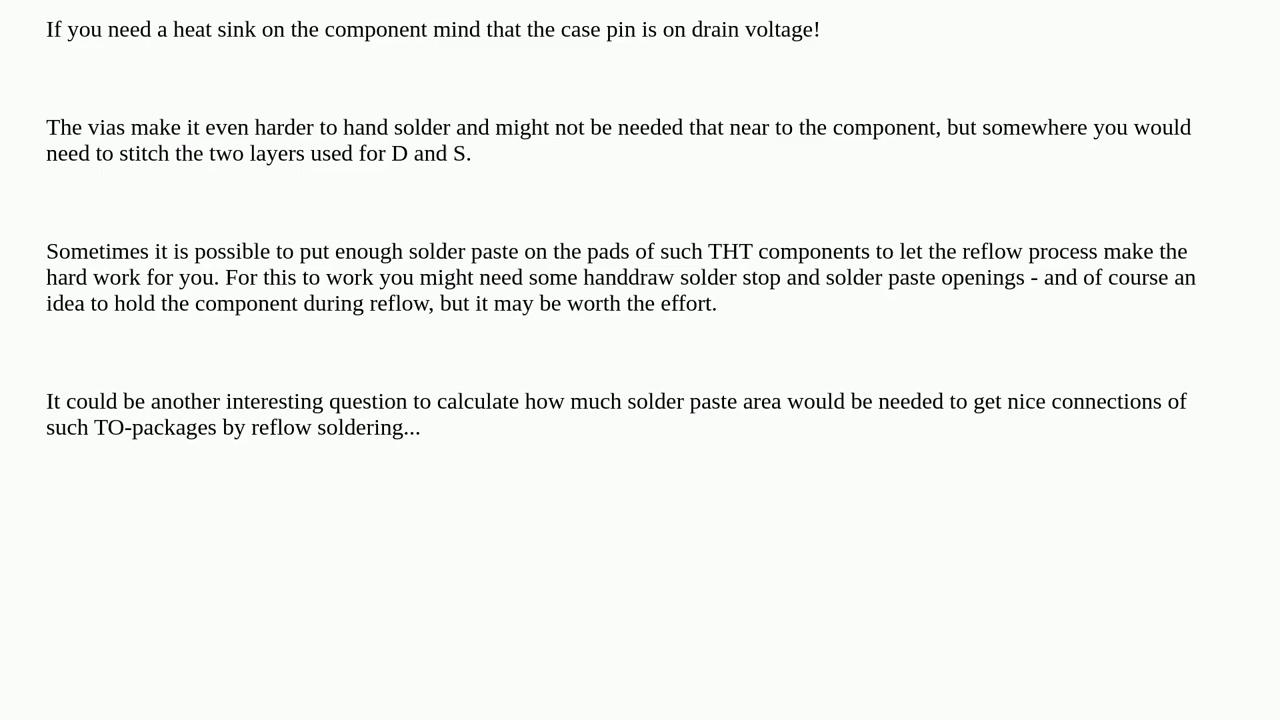 If you need a heat sink on the component mind that the case pin is on drain voltage!
The vias make it even harder to hand solder and might not be needed that near to the component, but somewhere you would
need to stitch the two layers used for D and S.
Sometimes it is possible to put enough solder paste on the pads of such THT components to let the reflow process make the
hard work for you. For this to work you might need some handdraw solder stop and solder paste openings - and of course an
idea to hold the component during reflow, but it may be worth the effort.
It could be another interesting question to calculate how much solder paste area would be needed to get nice connections of
such TO-packages by reflow soldering...